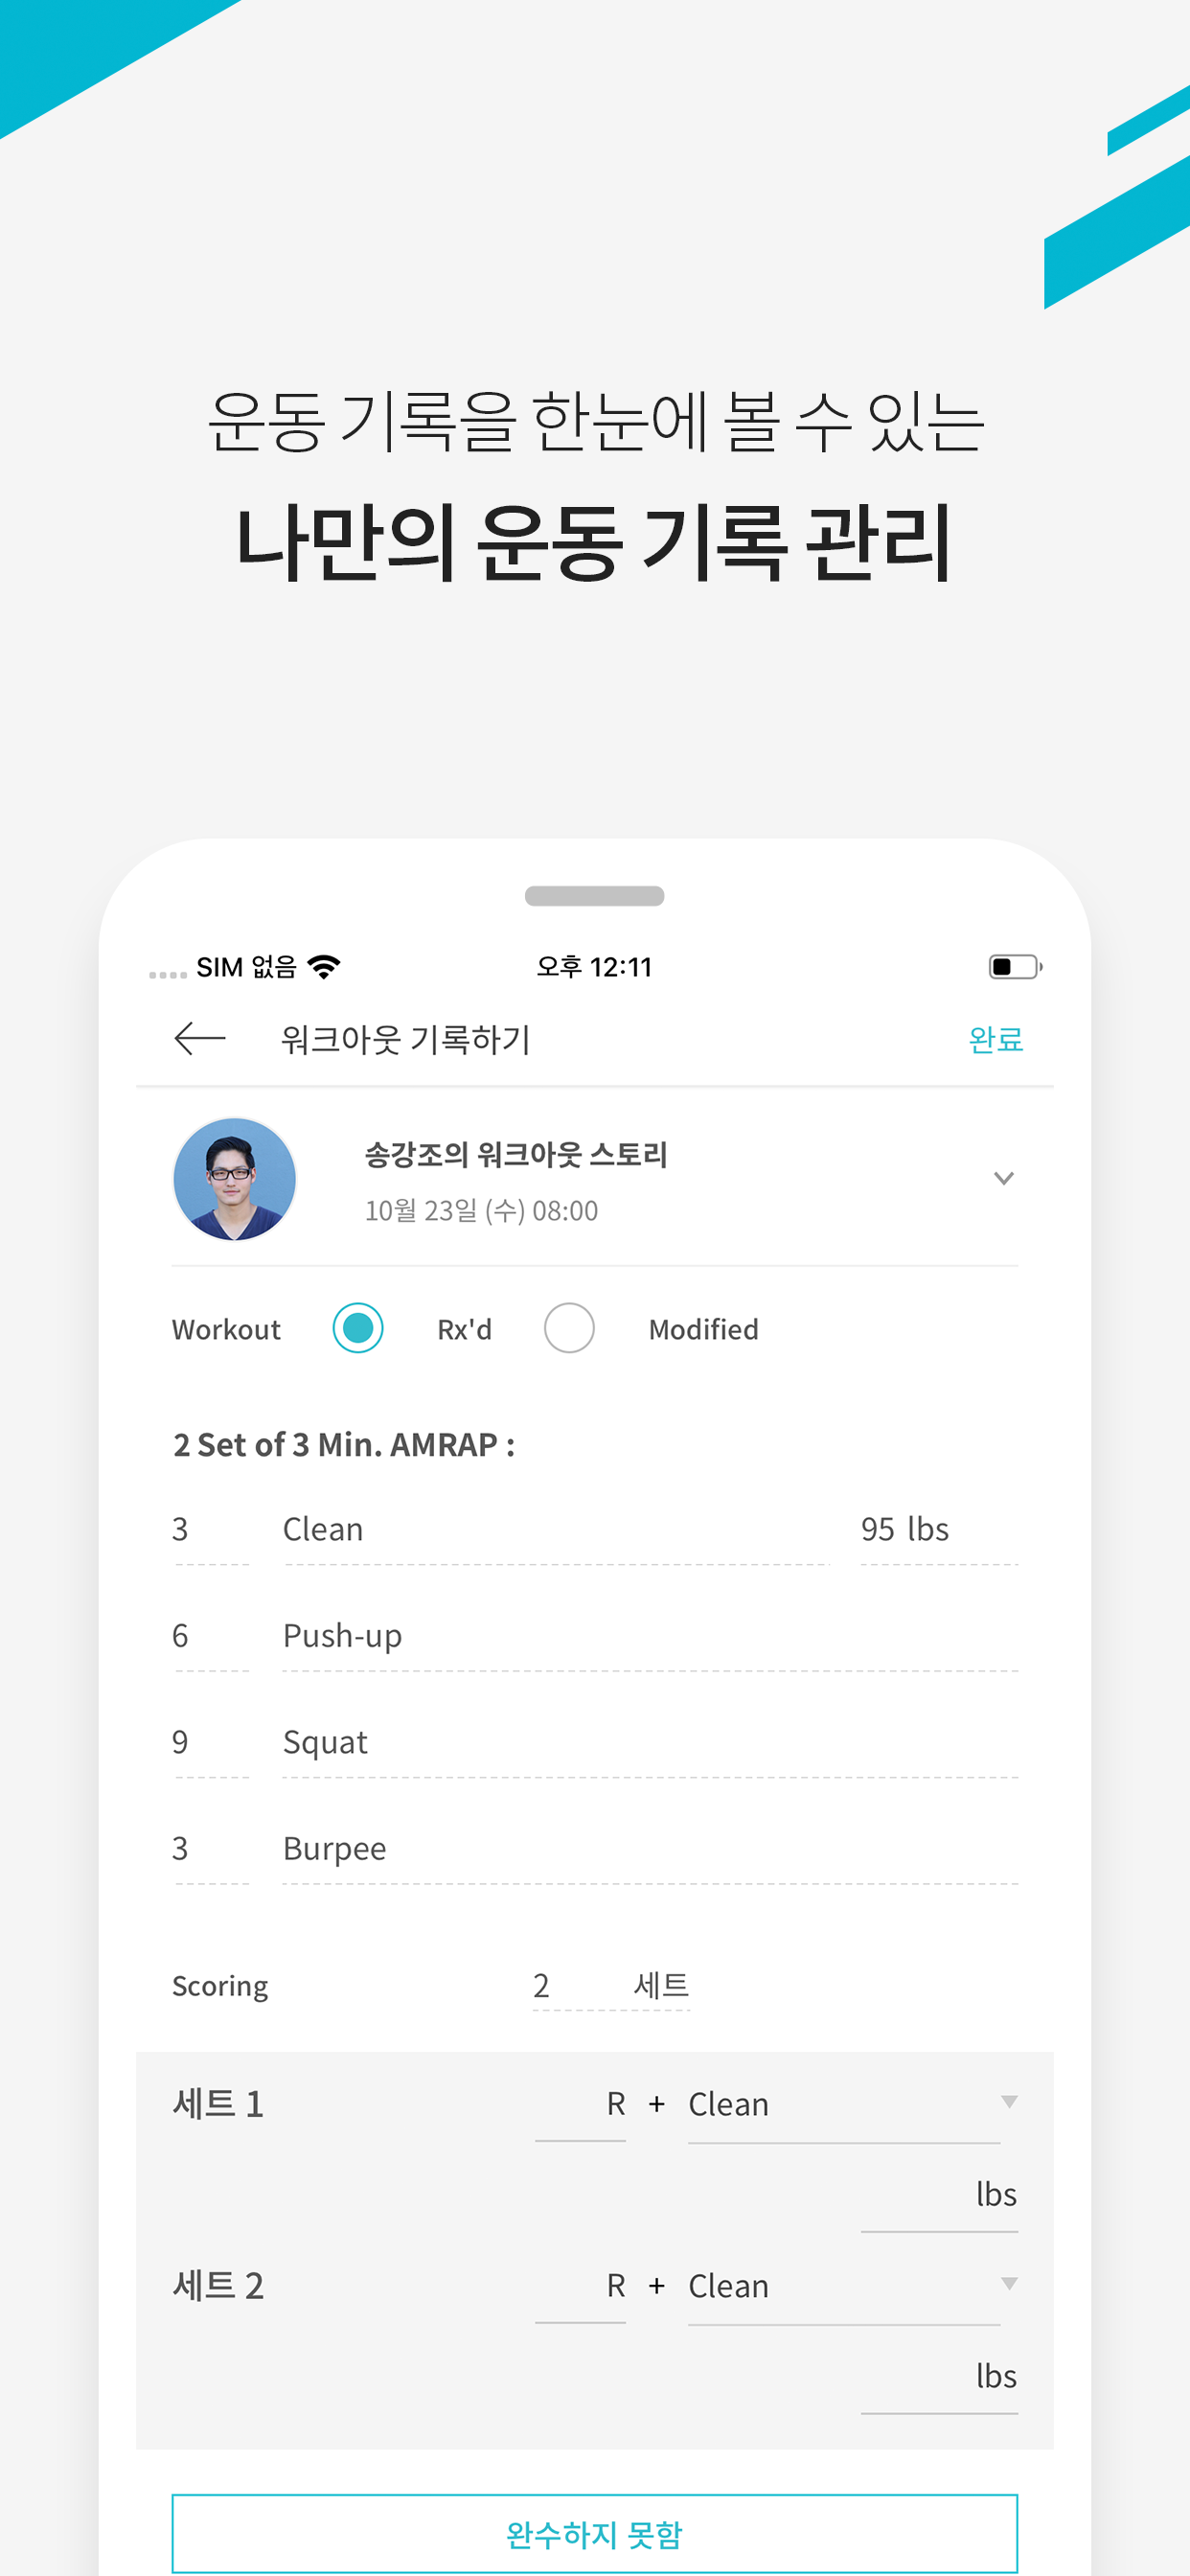 운동 기록을 한눈에 볼 수 있는
나만의 운동 기록 관리
SIM 없음 오후 12:11
워크아웃 기록하기 완료
송강조의 워크아웃 스토리
10월 23일 (수) 08:00
Workout Rx'd Modified
2 Set of 3 Min. AMRAP :
3 Clean 95 lbs
6 Push-up
9 Squat
3 Burpee
Scoring 2 세트
세트 1 R + Clean
lbs
세트 2 R + Clean
lbs
완수하지 못함